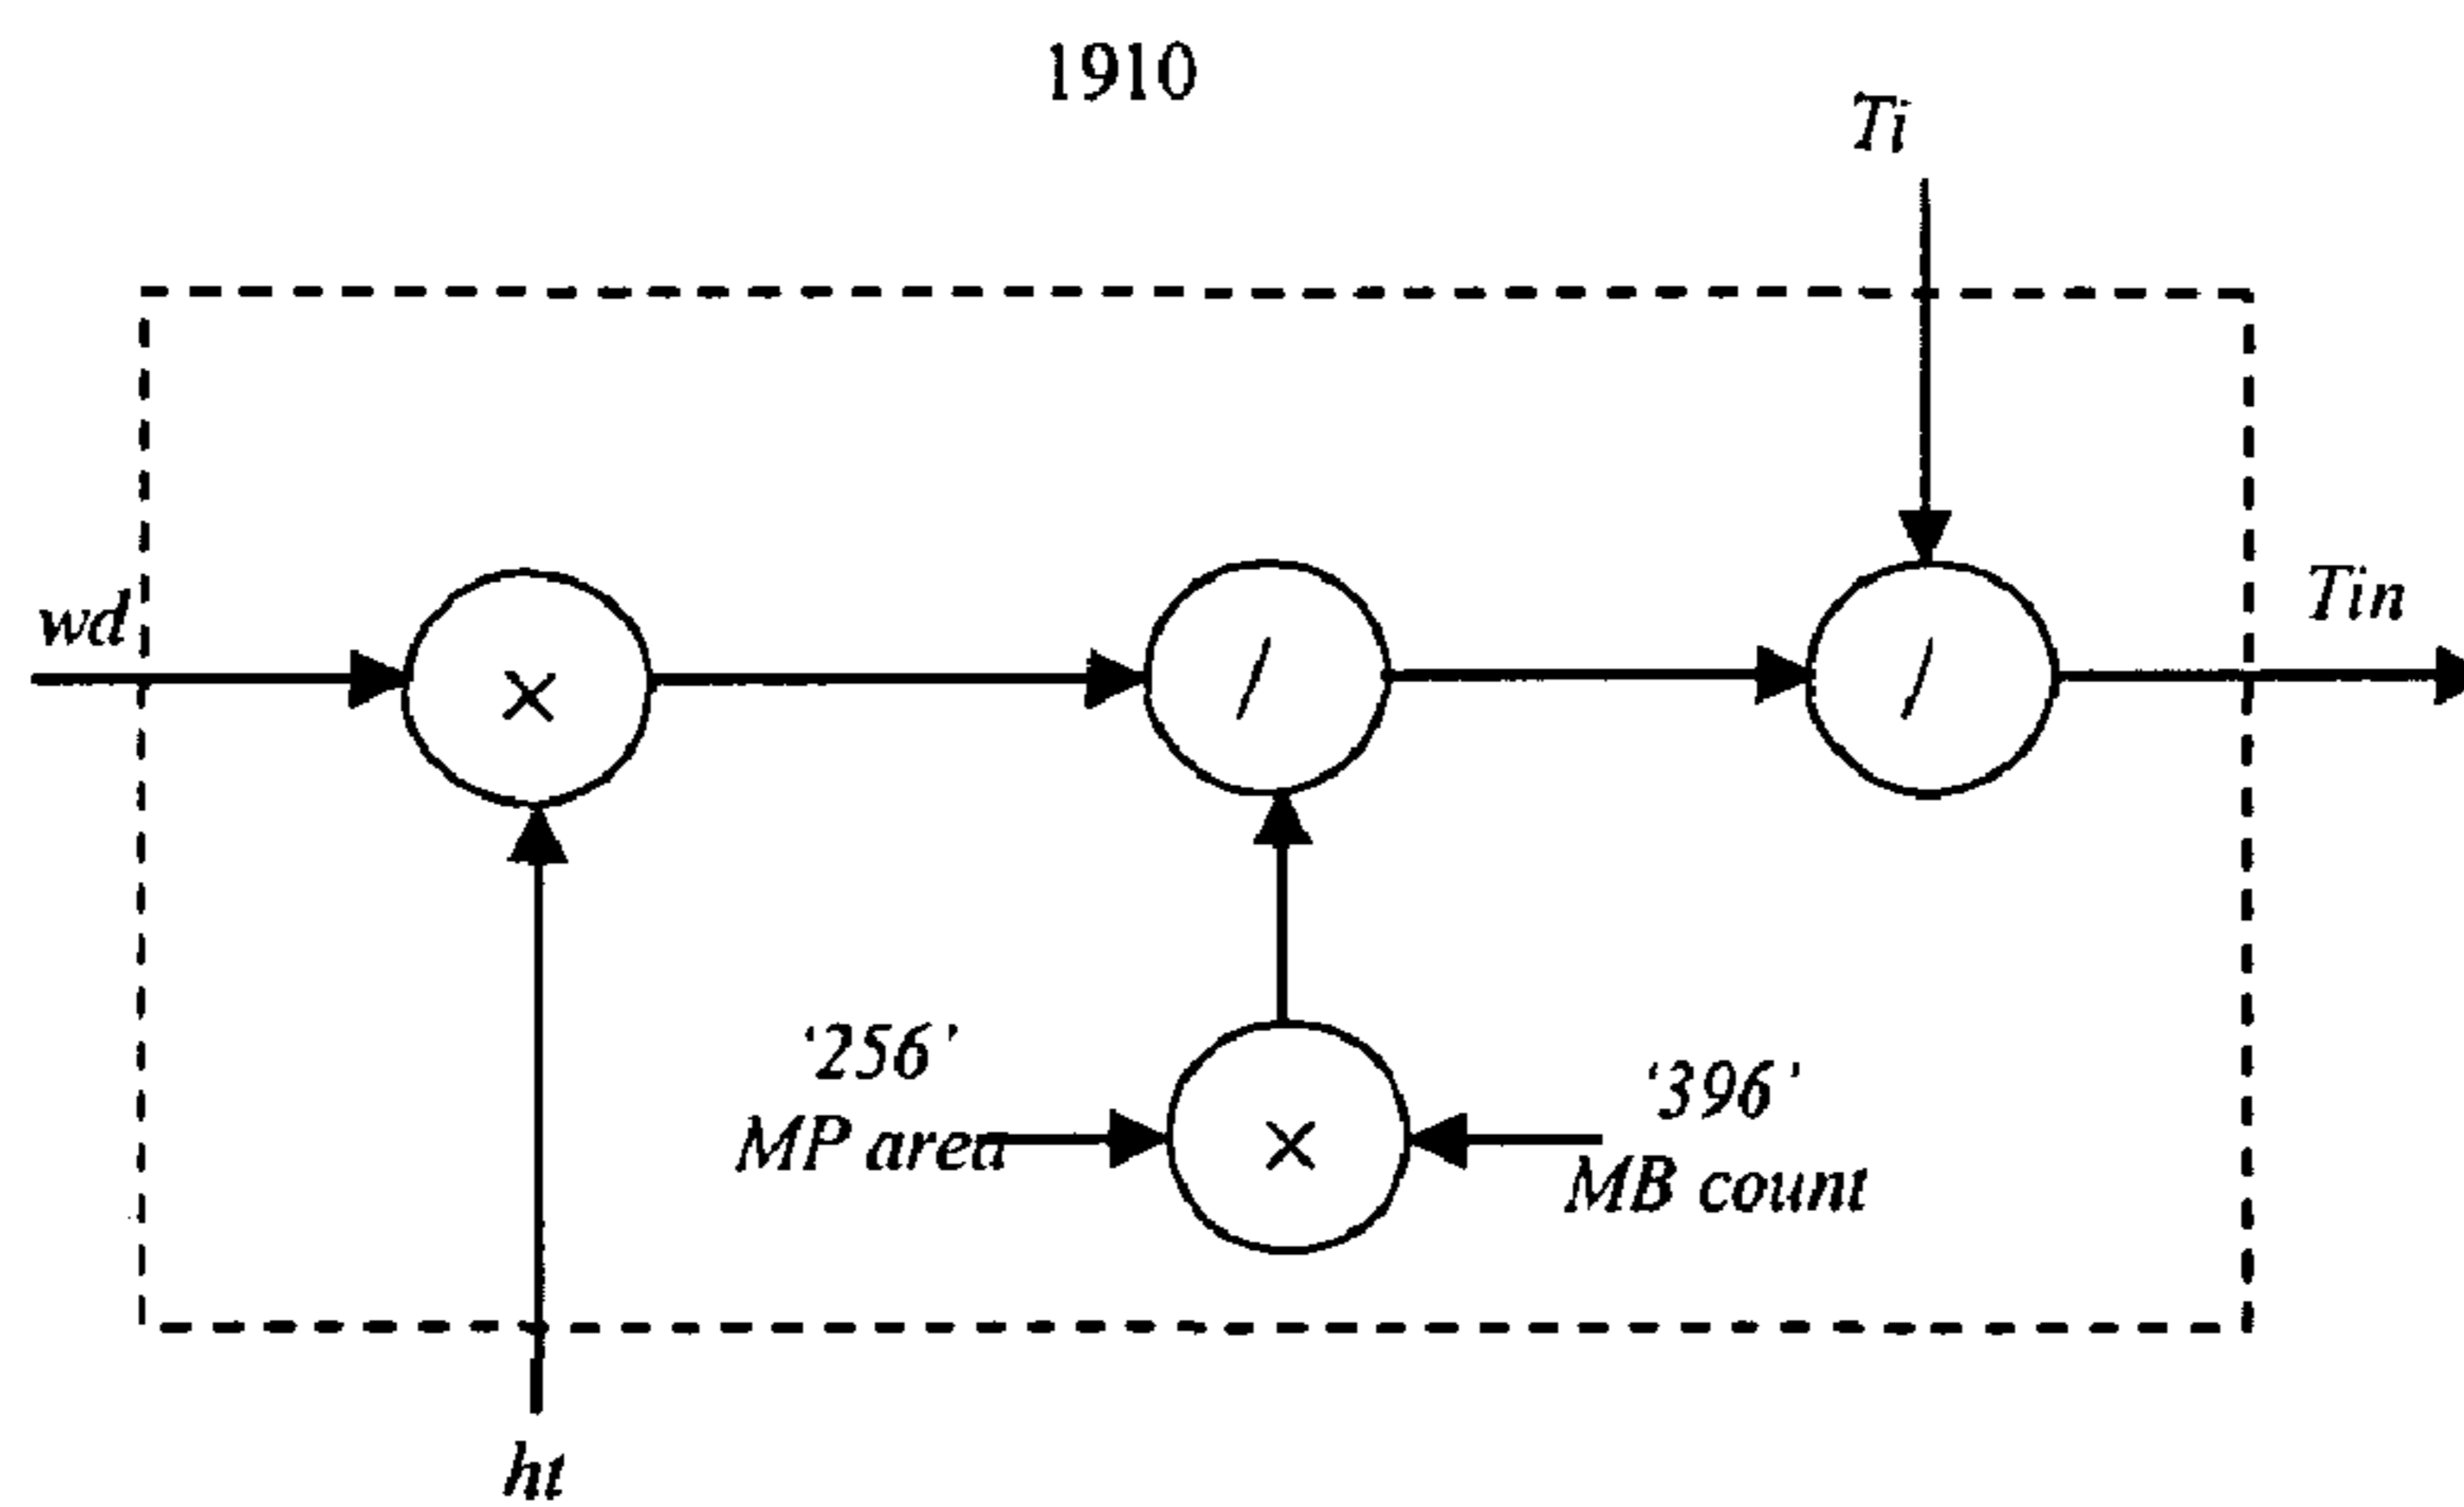 1910
Ti
wd
×
/
/
Tin
‘256’
MP area
×
‘396’
MB count
ht